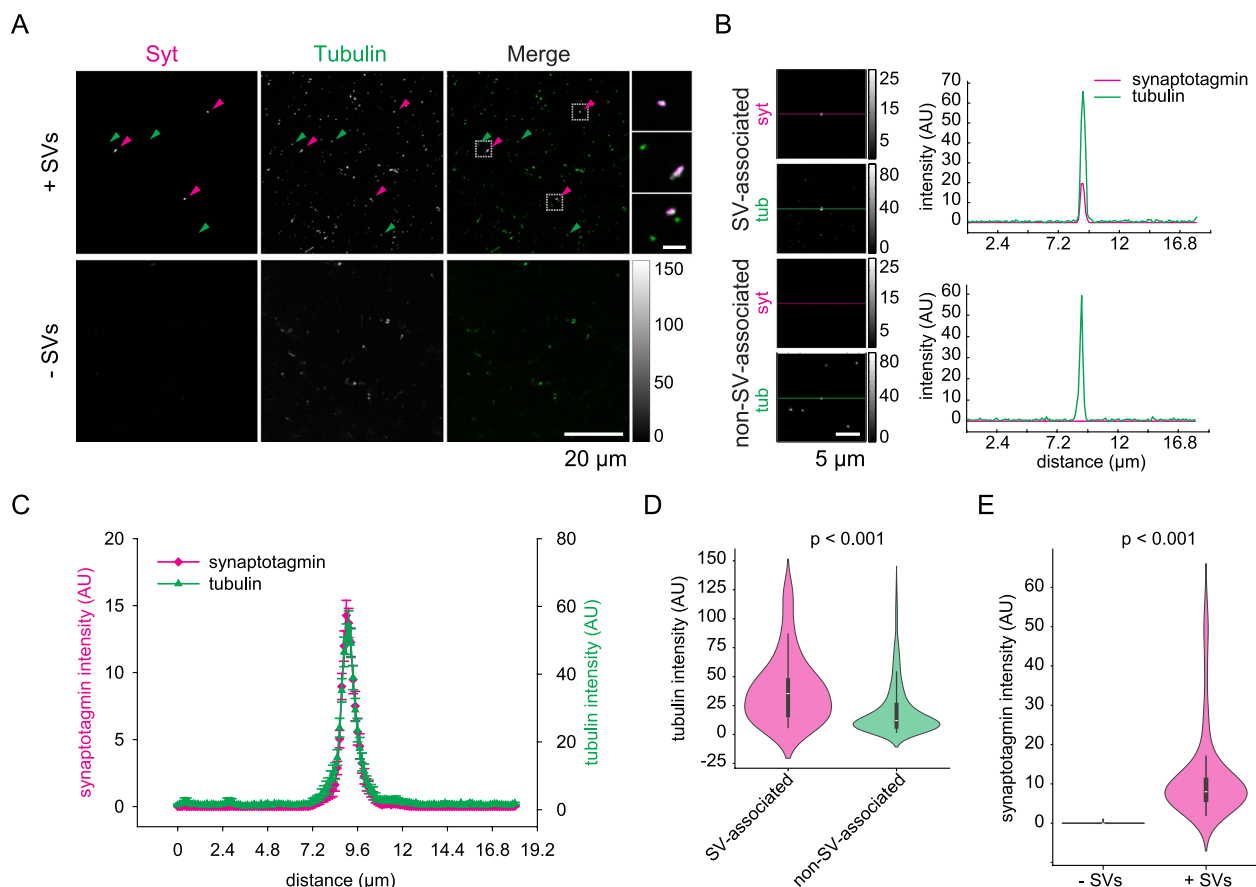 A
Syt Tubulin Merge
+ SVs
- SVs
150
100
50
0
20 µm
B
SV-associated
syt
25
15
5
tub
80
40
0
non-SV-associated
syt
25
15
5
tub
80
40
0
5 µm
synaptotagmin
tubulin
intensity (AU)
70
60
50
40
30
20
10
0
2.4 7.2 12 16.8
intensity (AU)
60
50
40
30
20
10
0
2.4 7.2 12 16.8
distance (µm)
C
synaptotagmin
tubulin
synaptotagmin intensity (AU)
20
15
10
5
0
tubulin intensity (AU)
80
60
40
20
0
0 2.4 4.8 7.2 9.6 12 14.4 16.8 19.2
distance (µm)
D
p < 0.001
tubulin intensity (AU)
150
125
100
75
50
25
0
-25
SV-associated
non-SV-associated
E
p < 0.001
synaptotagmin intensity (AU)
60
50
40
30
20
10
0
- SVs + SVs